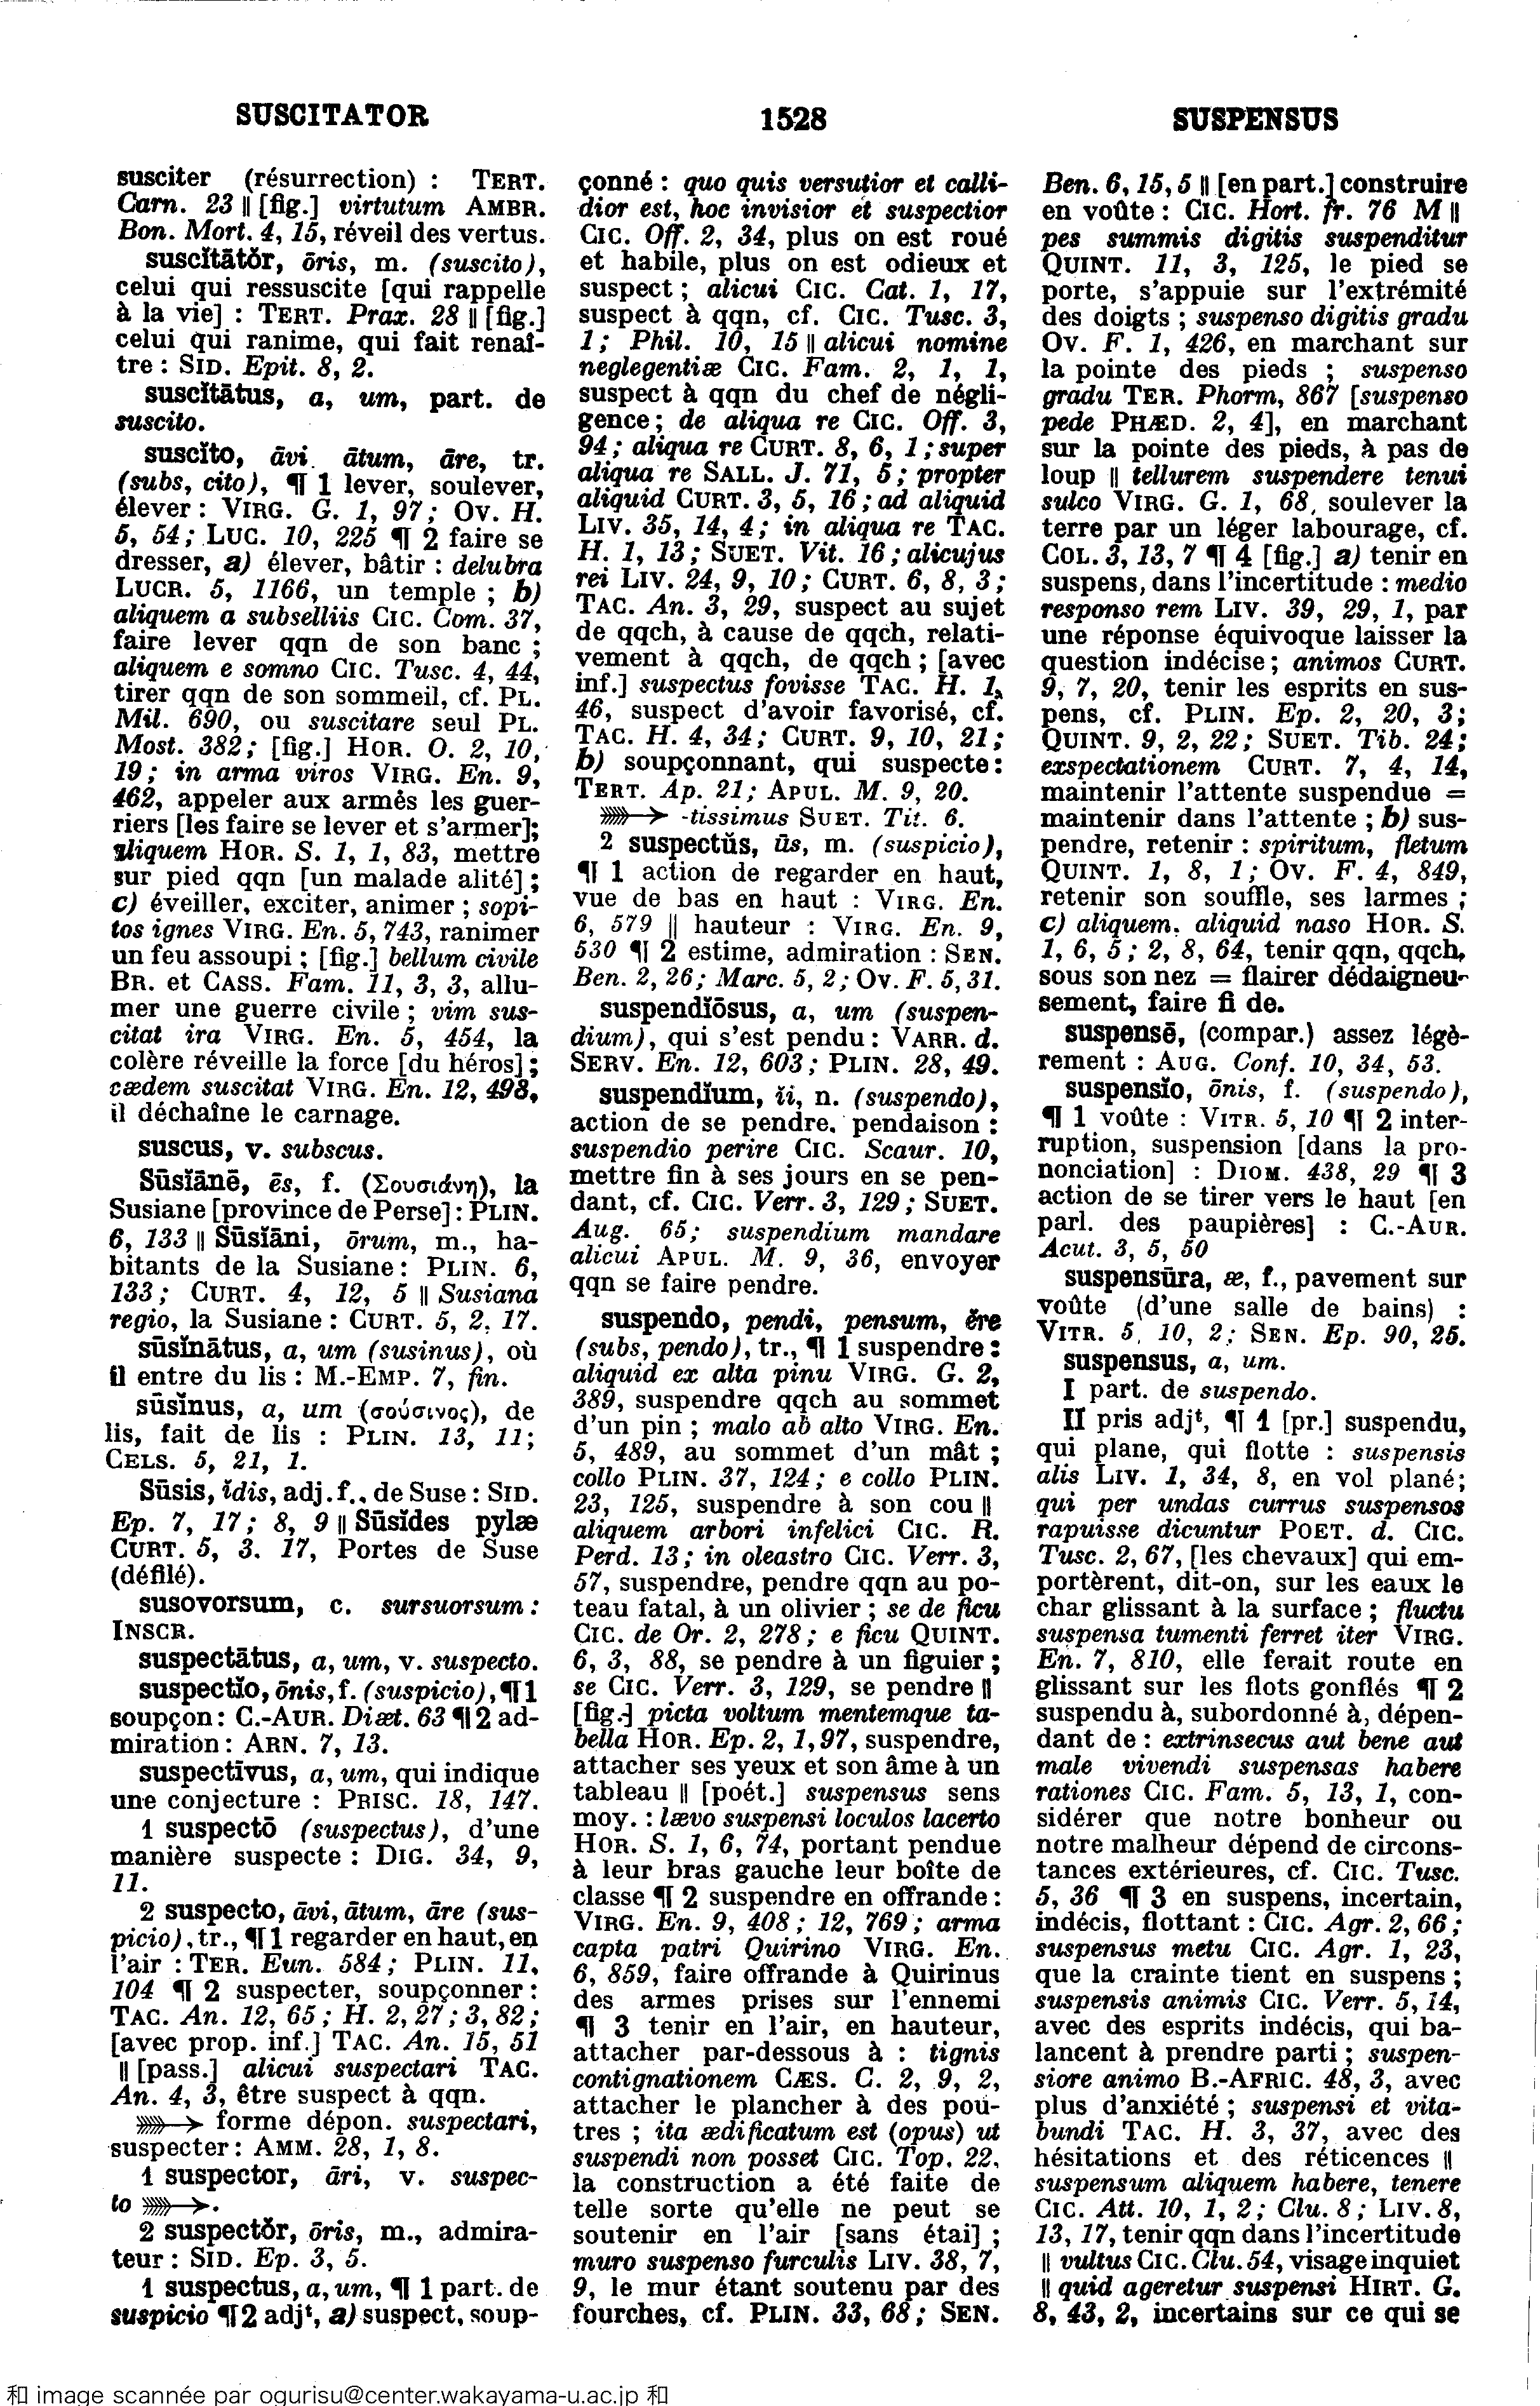 SUSCITATOR
1528
SUSPENSUS
susciter (résurrection) : TERT.
Carn. 23 || [fig.] virtutum AMBR.
Bon. Mort. 4, 15, réveil des vertus.
suscĭtātŏr, ōris, m. (suscito),
celui qui ressuscite [qui rappelle
à la vie] : TERT. Prax. 28 || [fig.]
celui qui ranime, qui fait renaî-
tre : SID. Epit. 8, 2.
suscĭtātus, a, um, part. de
suscito.
suscĭto, āvi, ātum, āre, tr.
(subs, cito), ¶ 1 lever, soulever,
élever : VIRG. G. 1, 97; Ov. H.
5, 54; LUC. 10, 225 ¶ 2 faire se
dresser, a) élever, bâtir : delubra
LUCR. 5, 1166, un temple ; b)
aliquem a subselliis CIC. Com. 37,
faire lever qqn de son banc ;
aliquem e somno CIC. Tusc. 4, 44,
tirer qqn de son sommeil, cf. PL.
Mil. 690, ou suscitare seul PL.
Most. 382; [fig.] HOR. O. 2, 10,
19; in arma viros VIRG. En. 9,
462, appeler aux armes les guer-
riers [les faire se lever et s'armer];
aliquem HOR. S. 1, 1, 83, mettre
sur pied qqn [un malade alité] ;
c) éveiller, exciter, animer ; sopi-
tos ignes VIRG. En. 5, 743, ranimer
un feu assoupi ; [fig.] bellum civile
BR. et CASS. Fam. 11, 3, 3, allu-
mer une guerre civile ; vim sus-
citat ira VIRG. En. 5, 454, la
colère réveille la force [du héros] ;
cædem suscitat VIRG. En. 12, 498,
il déchaîne le carnage.
suscus, v. subscus.
Sūsĭānē, ēs, f. (Σουσιάνη), la
Susiane [province de Perse] : PLIN.
6, 133 || Sūsĭāni, ōrum, m., ha-
bitants de la Susiane : PLIN. 6,
133; CURT. 4, 12, 5 || Susiana
regio, la Susiane : CURT. 5, 2, 17.
sūsĭnātus, a, um (susinus), où
il entre du lis : M.-EMP. 7, fin.
sūsĭnus, a, um (σούσινος), de
lis, fait de lis : PLIN. 13, 11;
CELS. 5, 21, 1.
Sūsis, ĭdis, adj. f., de Suse : SID.
Ep. 7, 17; 8, 9 || Sūsĭdes pylæ
CURT. 5, 3. 17, Portes de Suse
(défilé).
susovorsum, c. sursuorsum :
INSCR.
suspectātus, a, um, v. suspecto.
suspectĭo, ōnis, f. (suspicio), ¶ 1
soupçon : C.-AUR. Diæt. 63 ¶ 2 ad-
miration : ARN. 7, 13.
suspectīvus, a, um, qui indique
une conjecture : PRISC. 18, 147.
1 suspectō (suspectus), d'une
manière suspecte : DIG. 34, 9,
11.
2 suspecto, āvi, ātum, āre (sus-
picio), tr., ¶ 1 regarder en haut, en
l'air : TER. Eun. 584; PLIN. 11,
104 ¶ 2 suspecter, soupçonner :
TAC. An. 12, 65; H. 2, 27; 3, 82;
[avec prop. inf.] TAC. An. 15, 51
|| [pass.] alicui suspectari TAC.
An. 4, 3, être suspect à qqn.
➳ forme dépon. suspectari,
suspecter : AMM. 28, 1, 8.
1 suspector, āri, v. suspec-
to ➳.
2 suspectŏr, ōris, m., admira-
teur : SID. Ep. 3, 5.
1 suspectus, a, um, ¶ 1 part. de
suspicio ¶ 2 adjt, a) suspect, soup-
çonné : quo quis versutior et calli-
dior est, hoc invisior et suspectior
CIC. Off. 2, 34, plus on est roué
et habile, plus on est odieux et
suspect ; alicui CIC. Cat. 1, 17,
suspect à qqn, cf. CIC. Tusc. 3,
1; Phil. 10, 15 || alicui nomine
neglegentiæ CIC. Fam. 2, 1, 1,
suspect à qqn du chef de négli-
gence ; de aliqua re CIC. Off. 3,
94; aliqua re CURT. 8, 6, 1; super
aliqua re SALL. J. 71, 5; propter
aliquid CURT. 3, 5, 16; ad aliquid
LIV. 35, 14, 4; in aliqua re TAC.
H. 1, 13; SUET. Vit. 16; alicujus
rei LIV. 24, 9, 10; CURT. 6, 8, 3;
TAC. An. 3, 29, suspect au sujet
de qqch, à cause de qqch, relati-
vement à qqch, de qqch ; [avec
inf.] suspectus fovisse TAC. H. 1,
46, suspect d'avoir favorisé, cf.
TAC. H. 4, 34; CURT. 9, 10, 21;
b) soupçonnant, qui suspecte :
TERT. Ap. 21; APUL. M. 9, 20.
➳ -tissimus SUET. Tit. 6.
2 suspectŭs, ūs, m. (suspicio),
¶ 1 action de regarder en haut,
vue de bas en haut : VIRG. En.
6, 579 || hauteur : VIRG. En. 9,
530 ¶ 2 estime, admiration : SEN.
Ben. 2, 26; Marc. 5, 2; Ov. F. 5, 31.
suspendĭōsus, a, um (suspen-
dium), qui s'est pendu : VARR. d.
SERV. En. 12, 603; PLIN. 28, 49.
suspendĭum, ĭi, n. (suspendo),
action de se pendre, pendaison :
suspendio perire CIC. Scaur. 10,
mettre fin à ses jours en se pen-
dant, cf. CIC. Verr. 3, 129; SUET.
Aug. 65; suspendium mandare
alicui APUL. M. 9, 36, envoyer
qqn se faire pendre.
suspendo, pendi, pensum, ĕre
(subs, pendo), tr., ¶ 1 suspendre :
aliquid ex alta pinu VIRG. G. 2,
389, suspendre qqch au sommet
d'un pin ; malo ab alto VIRG. En.
5, 489, au sommet d'un mât ;
collo PLIN. 37, 124; e collo PLIN.
23, 125, suspendre à son cou ||
aliquem arbori infelici CIC. R.
Perd. 13; in oleastro CIC. Verr. 3,
57, suspendre, pendre qqn au po-
teau fatal, à un olivier ; se de ficu
CIC. de Or. 2, 278; e ficu QUINT.
6, 3, 88, se pendre à un figuier ;
se CIC. Verr. 3, 129, se pendre ||
[fig.] picta voltum mentemque ta-
bella HOR. Ep. 2, 1, 97, suspendre,
attacher ses yeux et son âme à un
tableau || [poét.] suspensus sens
moy. : lævo suspensi loculos lacerto
HOR. S. 1, 6, 74, portant pendue
à leur bras gauche leur boîte de
classe ¶ 2 suspendre en offrande :
VIRG. En. 9, 408; 12, 769; arma
capta patri Quirino VIRG. En.
6, 859, faire offrande à Quirinus
des armes prises sur l'ennemi
¶ 3 tenir en l'air, en hauteur,
attacher par-dessous à : tignis
contignationem CÆS. C. 2, 9, 2,
attacher le plancher à des pou-
tres ; ita ædificatum est (opus) ut
suspendi non posset CIC. Top. 22,
la construction a été faite de
telle sorte qu'elle ne peut se
soutenir en l'air [sans étai] ;
muro suspenso furculis LIV. 38, 7,
9, le mur étant soutenu par des
fourches, cf. PLIN. 33, 68; SEN.
Ben. 6, 15, 5 || [en part.] construire
en voûte : CIC. Hort. fr. 76 M ||
pes summis digitis suspenditur
QUINT. 11, 3, 125, le pied se
porte, s'appuie sur l'extrémité
des doigts ; suspenso digitis gradu
Ov. F. 1, 426, en marchant sur
la pointe des pieds ; suspenso
gradu TER. Phorm, 867 [suspenso
pede PHÆD. 2, 4], en marchant
sur la pointe des pieds, à pas de
loup || tellurem suspendere tenui
sulco VIRG. G. 1, 68, soulever la
terre par un léger labourage, cf.
COL. 3, 13, 7 ¶ 4 [fig.] a) tenir en
suspens, dans l'incertitude : medio
responso rem LIV. 39, 29, 1, par
une réponse équivoque laisser la
question indécise ; animos CURT.
9, 7, 20, tenir les esprits en sus-
pens, cf. PLIN. Ep. 2, 20, 3;
QUINT. 9, 2, 22; SUET. Tib. 24;
exspectationem CURT. 7, 4, 14,
maintenir l'attente suspendue =
maintenir dans l'attente ; b) sus-
pendre, retenir : spiritum, fletum
QUINT. 1, 8, 1; Ov. F. 4, 849,
retenir son souffle, ses larmes ;
c) aliquem, aliquid naso HOR. S.
1, 6, 5; 2, 8, 64, tenir qqn, qqch,
sous son nez = flairer dédaigneu-
sement, faire fi de.
suspensē, (compar.) assez légè-
rement : AUG. Conf. 10, 34, 53.
suspensĭo, ōnis, f. (suspendo),
¶ 1 voûte : VITR. 5, 10 ¶ 2 inter-
ruption, suspension [dans la pro-
nonciation] : DIOM. 438, 29 ¶ 3
action de se tirer vers le haut [en
parl. des paupières] : C.-AUR.
Acut. 3, 5, 50
suspensūra, æ, f., pavement sur
voûte (d'une salle de bains) :
VITR. 5, 10, 2; SEN. Ep. 90, 25.
suspensus, a, um.
I part. de suspendo.
II pris adjt, ¶ 1 [pr.] suspendu,
qui plane, qui flotte : suspensis
alis LIV. 1, 34, 8, en vol plané;
qui per undas currus suspensos
rapuisse dicuntur POET. d. CIC.
Tusc. 2, 67, [les chevaux] qui em-
portèrent, dit-on, sur les eaux le
char glissant à la surface ; fluctu
suspensa tumenti ferret iter VIRG.
En. 7, 810, elle ferait route en
glissant sur les flots gonflés ¶ 2
suspendu à, subordonné à, dépen-
dant de : extrinsecus aut bene aut
male vivendi suspensas habere
rationes CIC. Fam. 5, 13, 1, con-
sidérer que notre bonheur ou
notre malheur dépend de circons-
tances extérieures, cf. CIC. Tusc.
5, 36 ¶ 3 en suspens, incertain,
indécis, flottant : CIC. Agr. 2, 66;
suspensus metu CIC. Agr. 1, 23,
que la crainte tient en suspens ;
suspensis animis CIC. Verr. 5, 14,
avec des esprits indécis, qui ba-
lancent à prendre parti ; suspen-
siore animo B.-AFRIC. 48, 3, avec
plus d'anxiété ; suspensi et vita-
bundi TAC. H. 3, 37, avec des
hésitations et des réticences ||
suspensum aliquem habere, tenere
CIC. Att. 10, 1, 2; Clu. 8; LIV. 8,
13, 17, tenir qqn dans l'incertitude
|| vultus CIC. Clu. 54, visage inquiet
|| quid ageretur suspensi HIRT. G.
8, 43, 2, incertains sur ce qui se
和 image scannée par ogurisu@center.wakayama-u.ac.jp 和